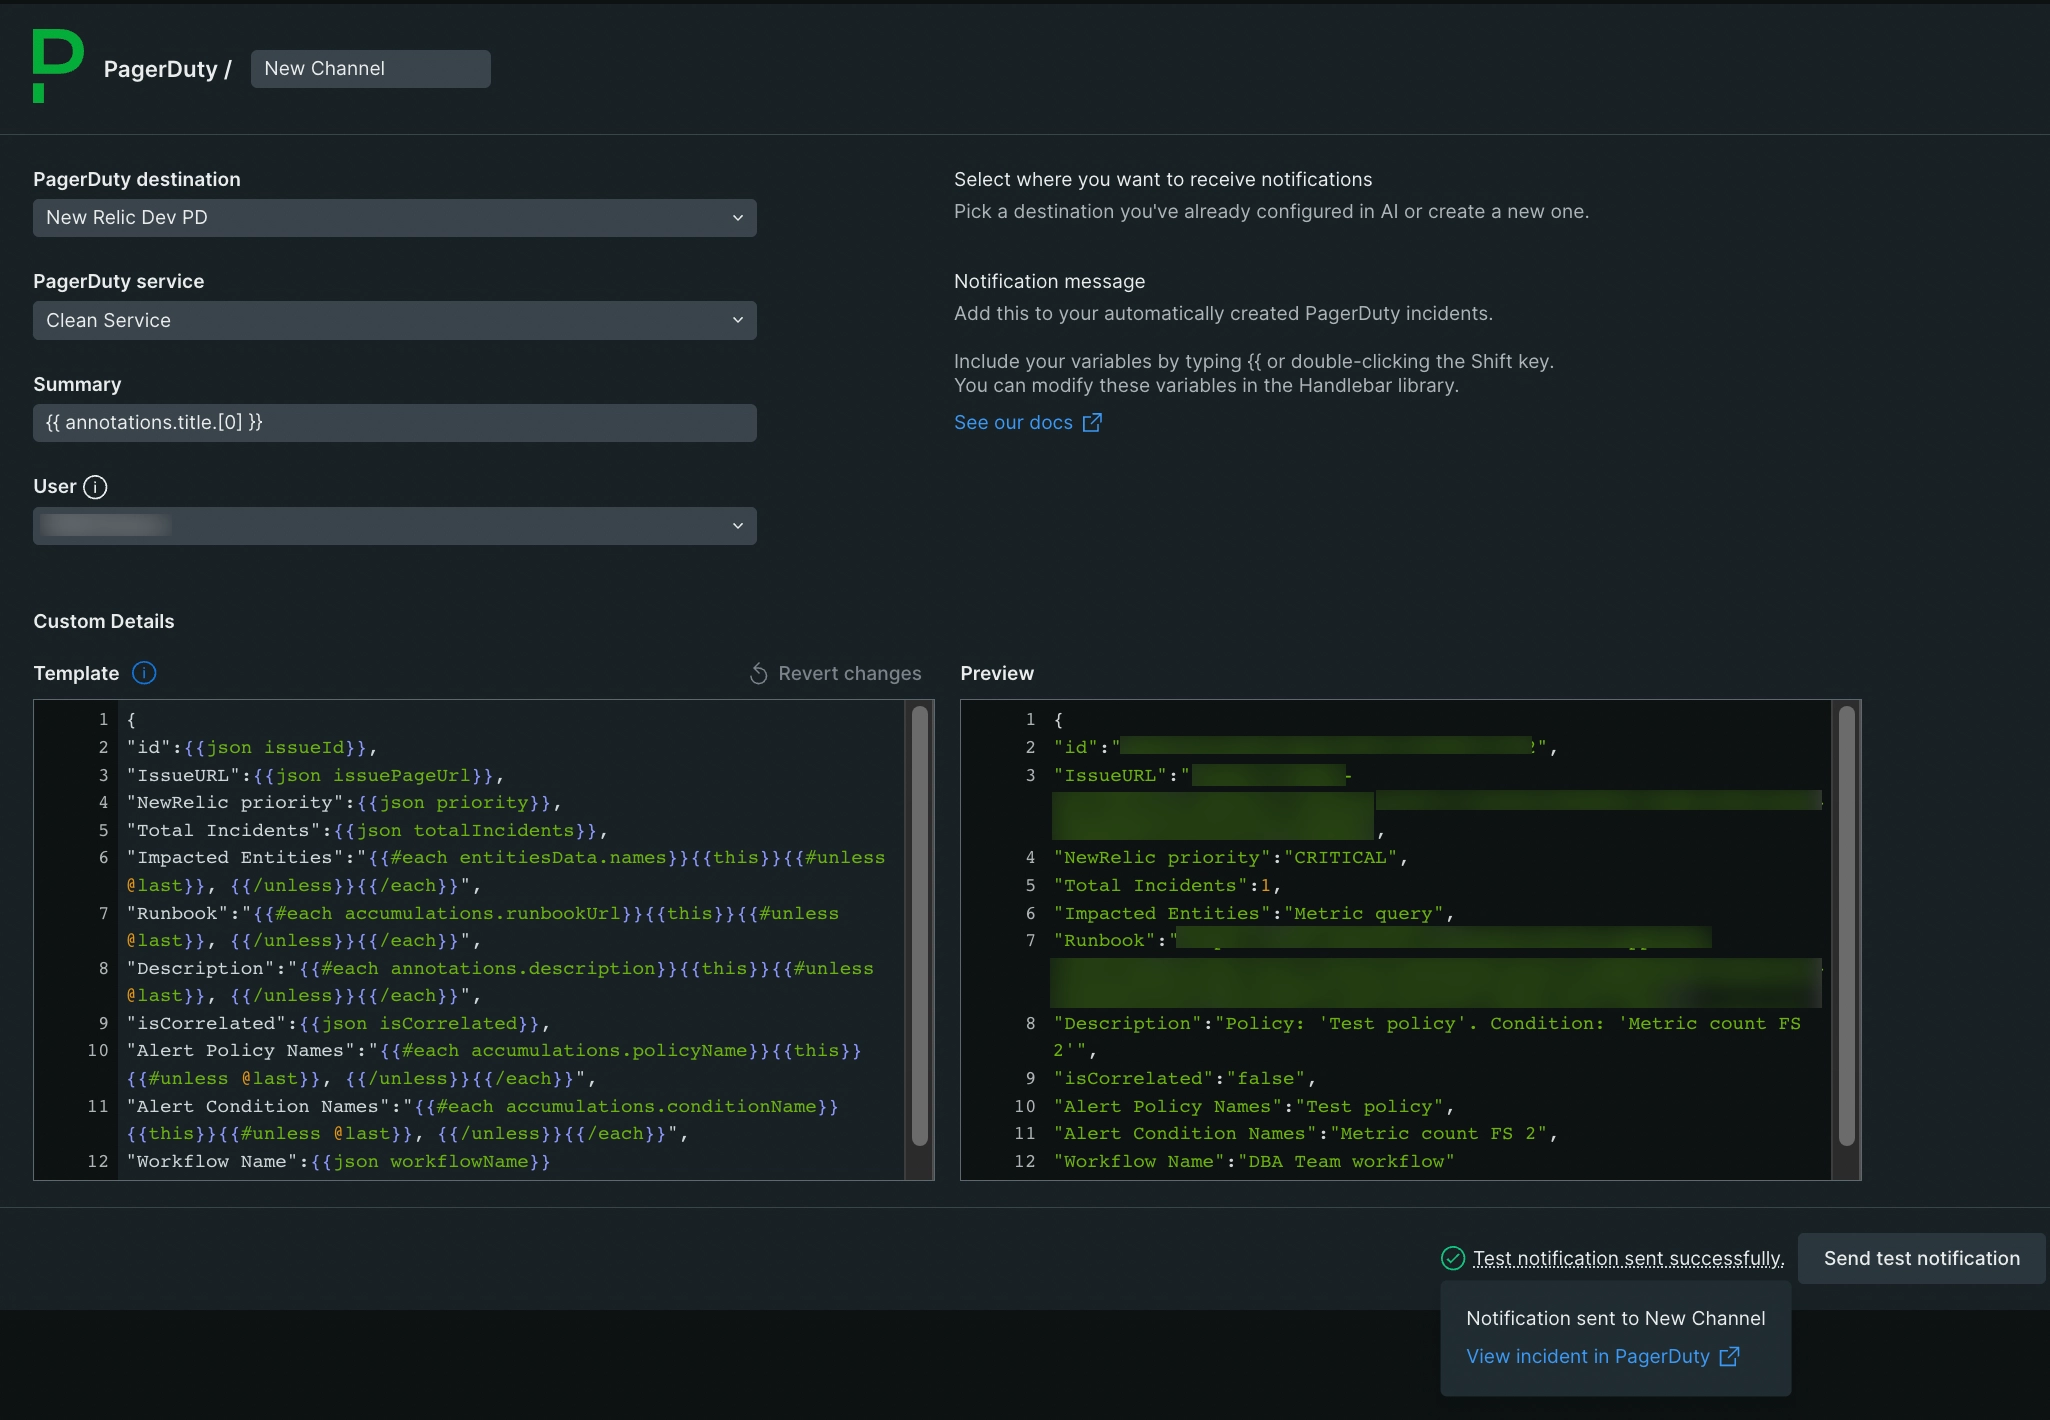 PagerDuty / New Channel
PagerDuty destination
New Relic Dev PD
PagerDuty service
Clean Service
Summary
{{ annotations.title.[0] }}
User
Select where you want to receive notifications
Pick a destination you've already configured in AI or create a new one.
Notification message
Add this to your automatically created PagerDuty incidents.
Include your variables by typing {{ or double-clicking the Shift key.
You can modify these variables in the Handlebar library.
See our docs
Custom Details
Template
Revert changes
1 {
2 "id":{{json issueId}},
3 "IssueURL":{{json issuePageUrl}},
4 "NewRelic priority":{{json priority}},
5 "Total Incidents":{{json totalIncidents}},
6 "Impacted Entities":"{{#each entitiesData.names}}{{this}}{{#unless
@last}}, {{/unless}}{{/each}}",
7 "Runbook":"{{#each accumulations.runbookUrl}}{{this}}{{#unless
@last}}, {{/unless}}{{/each}}",
8 "Description":"{{#each annotations.description}}{{this}}{{#unless
@last}}, {{/unless}}{{/each}}",
9 "isCorrelated":{{json isCorrelated}},
10 "Alert Policy Names":"{{#each accumulations.policyName}}{{this}}
{{#unless @last}}, {{/unless}}{{/each}}",
11 "Alert Condition Names":"{{#each accumulations.conditionName}}
{{this}}{{#unless @last}}, {{/unless}}{{/each}}",
12 "Workflow Name":{{json workflowName}}
Preview
1 {
2 "id":" 2",
3 "IssueURL":" -
,
4 "NewRelic priority":"CRITICAL",
5 "Total Incidents":1,
6 "Impacted Entities":"Metric query",
7 "Runbook":"
8 "Description":"Policy: 'Test policy'. Condition: 'Metric count FS
2'",
9 "isCorrelated":"false",
10 "Alert Policy Names":"Test policy",
11 "Alert Condition Names":"Metric count FS 2",
12 "Workflow Name":"DBA Team workflow"
Test notification sent successfully.
Send test notification
Notification sent to New Channel
View incident in PagerDuty